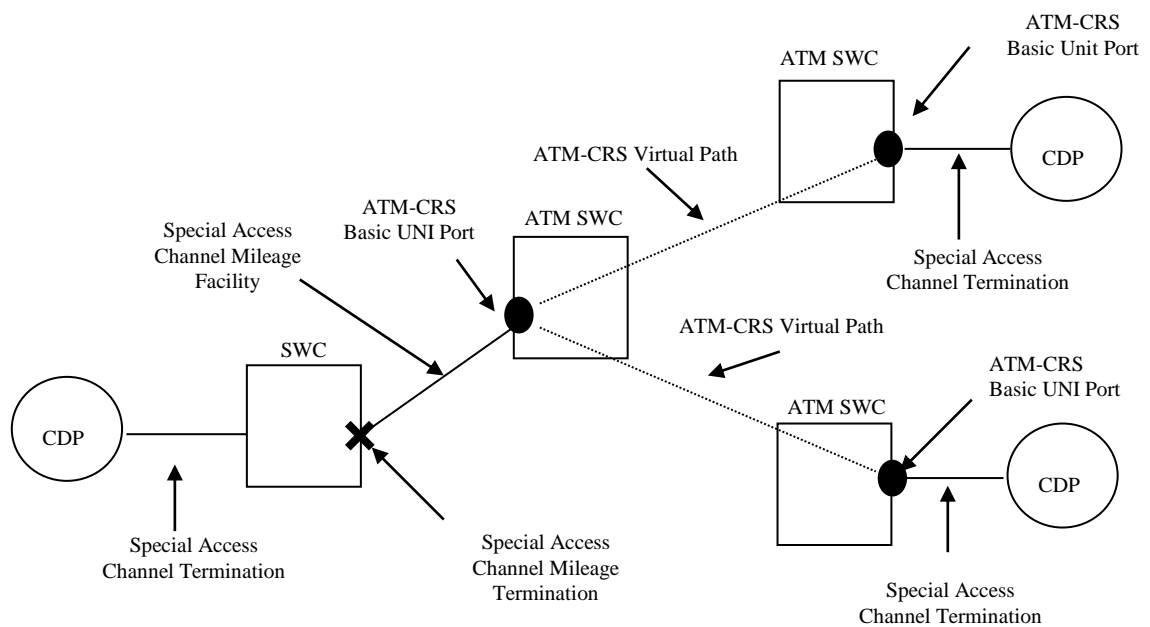 ATM-CRS
Basic Unit Port
ATM SWC
CDP
ATM-CRS Virtual Path
ATM-CRS
Basic UNI Port
ATM SWC
Special Access
Channel Mileage
Facility
Special Access
Channel Termination
ATM-CRS Virtual Path
SWC
ATM-CRS
Basic UNI Port
ATM SWC
CDP
CDP
Special Access
Channel Termination
Special Access
Channel Mileage
Termination
Special Access
Channel Termination